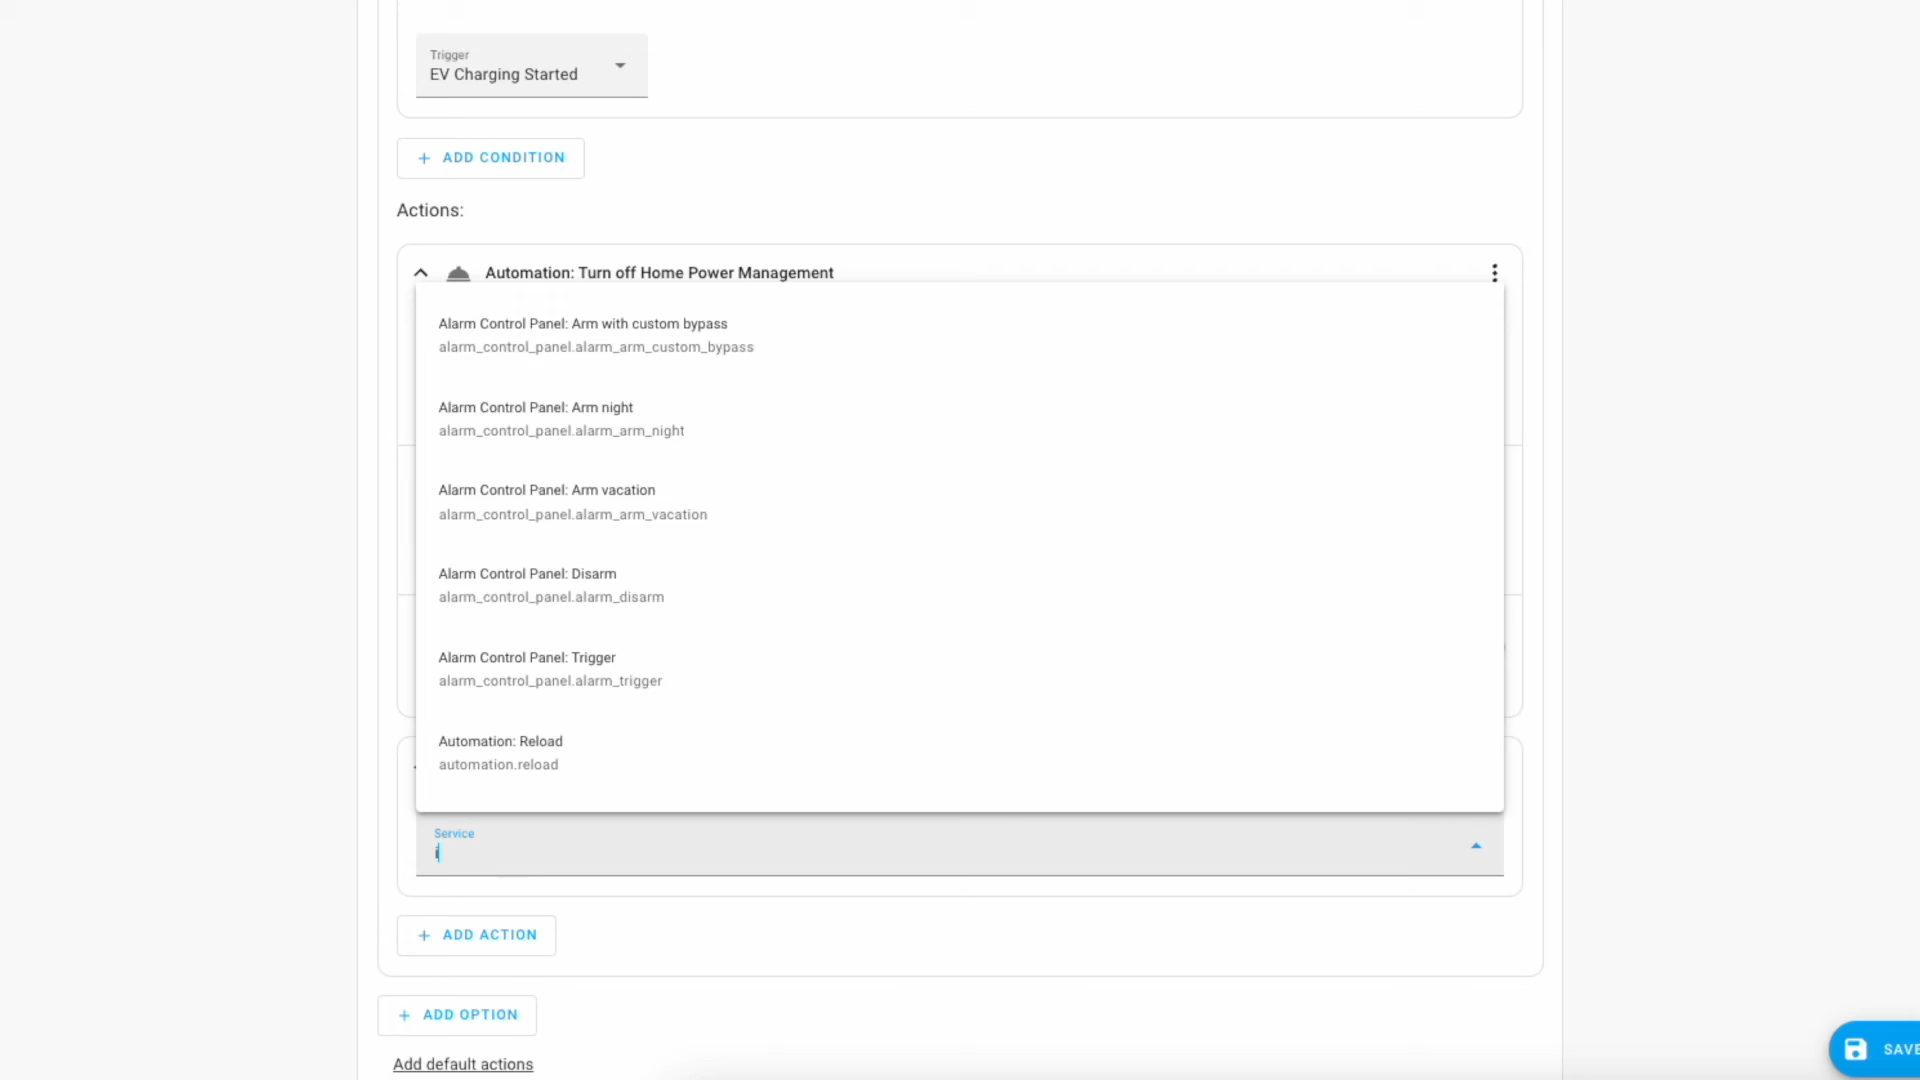 Trigger
EV Charging Started
ADD CONDITION
Actions:
Automation: Turn off Home Power Management
Alarm Control Panel: Arm with custom bypass
alarm_control_panel.alarm_arm_custom_bypass
Alarm Control Panel: Arm night
alarm_control_panel.alarm_arm_night
Alarm Control Panel: Arm vacation
alarm_control_panel.alarm_arm_vacation
Alarm Control Panel: Disarm
alarm_control_panel.alarm_disarm
Alarm Control Panel: Trigger
alarm_control_panel.alarm_trigger
Automation: Reload
automation.reload
Service
i
ADD ACTION
ADD OPTION
Add default actions
SAVE